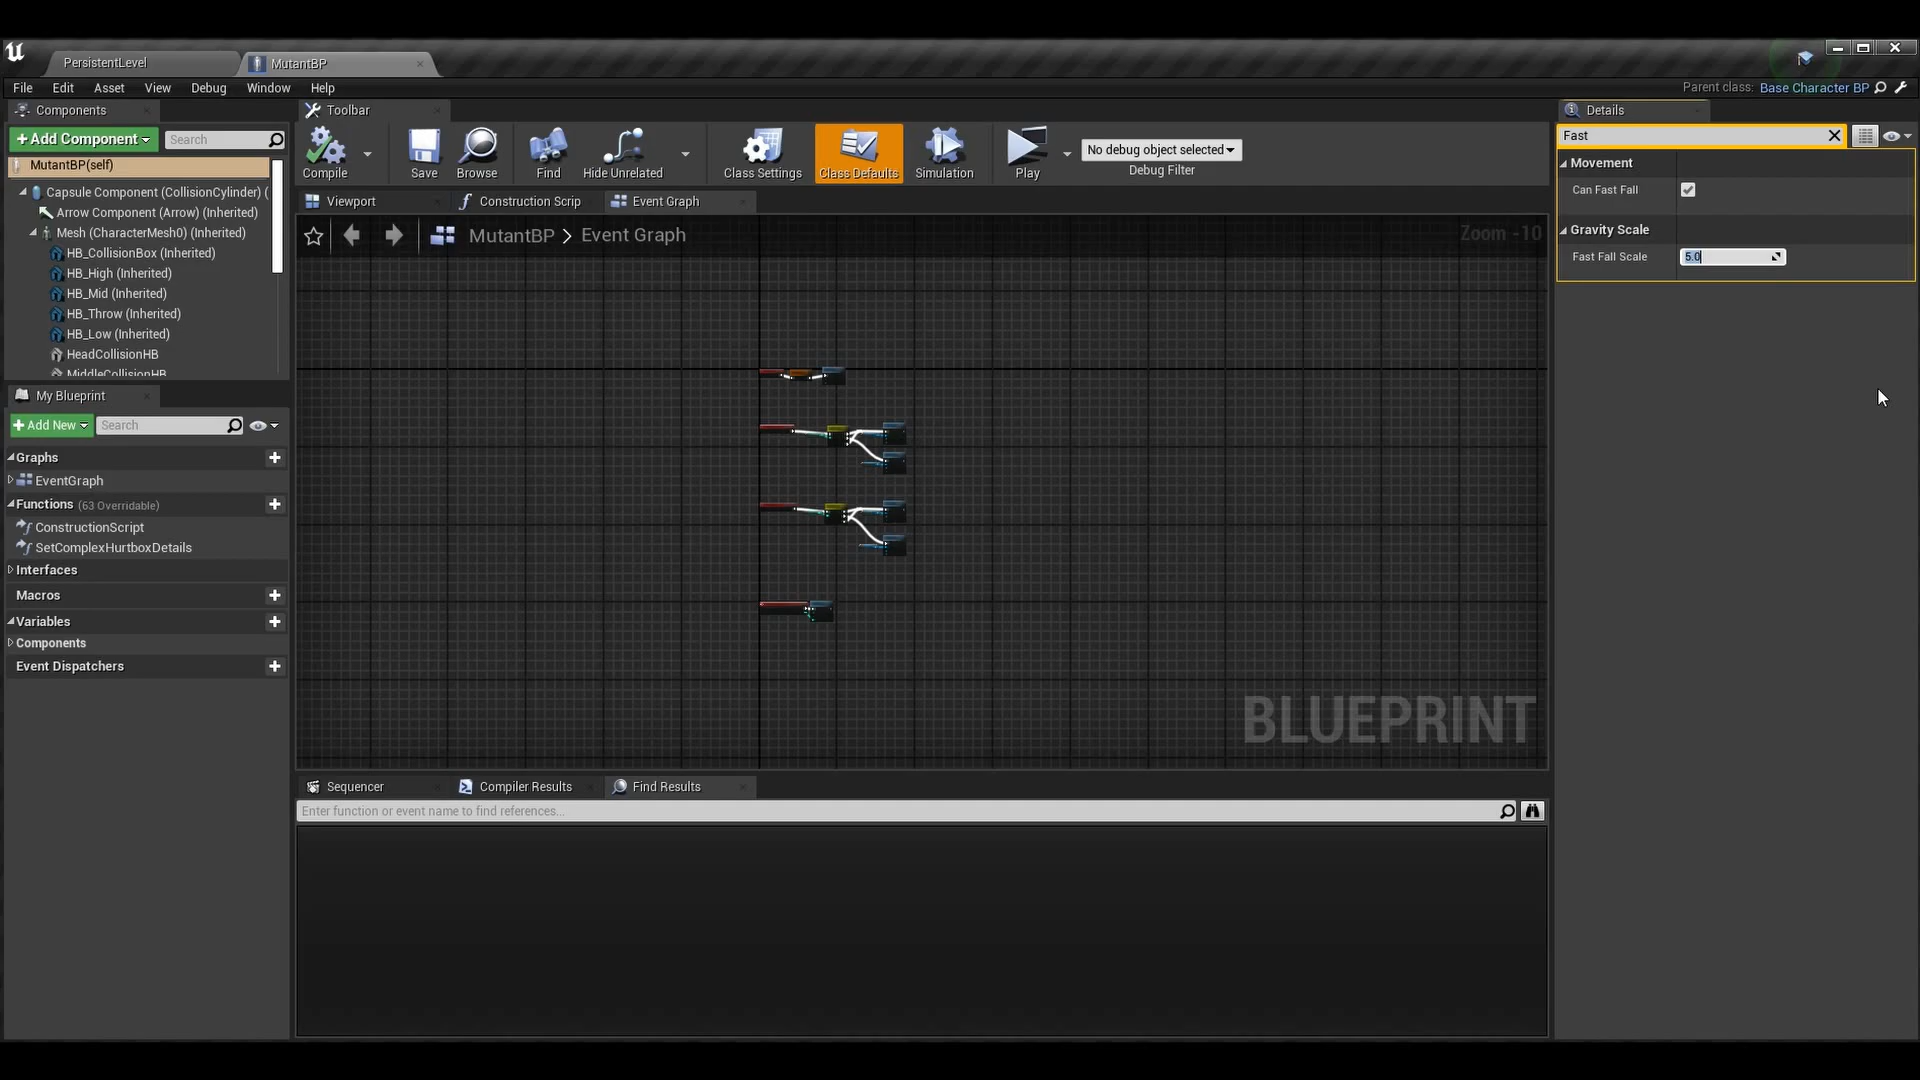 PersistentLevel
MutantBP
File Edit Asset View Window Help
Parent class: Base Character BP
Components
Toolbar
Details
+ Add Component
Search
Compile
Save
Browse
Find
Hide Unrelated
Class Settings
Class Defaults
Simulation
Play
No debug object selected
Debug Filter
Fast
Movement
Can Fast Fall
Gravity Scale
Fast Fall Scale
5.0
MutantBP(self)
Capsule Component (CollisionCylinder) (
Arrow Component (Arrow) (Inherited)
Mesh (CharacterMesh0) (Inherited)
HB_CollisionBox (Inherited)
HB_High (Inherited)
HB_Mid (Inherited)
HB_Throw (Inherited)
HB_Low (Inherited)
HeadCollisionHB
MiddleCollisionHB
Viewport
Construction Scrip
Event Graph
MutantBP > Event Graph
Zoom -10
My Blueprint
+ Add New
Search
Graphs
EventGraph
Functions (63 Overridable)
ConstructionScript
SetComplexHurtboxDetails
Interfaces
Macros
Variables
Components
Event Dispatchers
BLUEPRINT
Sequencer
Compiler Results
Find Results
Enter function or event name to find references...